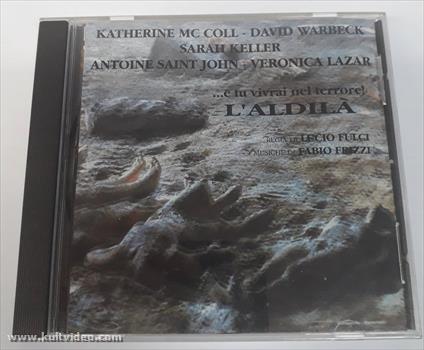 KATHERINE MC COLL - DAVID WARBECK
SARAH KELLER
ANTOINE SAINT JOHN - VERONICA LAZAR
...e tu vivrai nel terrore!
L'ALDILÀ
REGIA DI LUCIO FULCI
MUSICHE DI FABIO FRIZZI
www.kultvideo.com